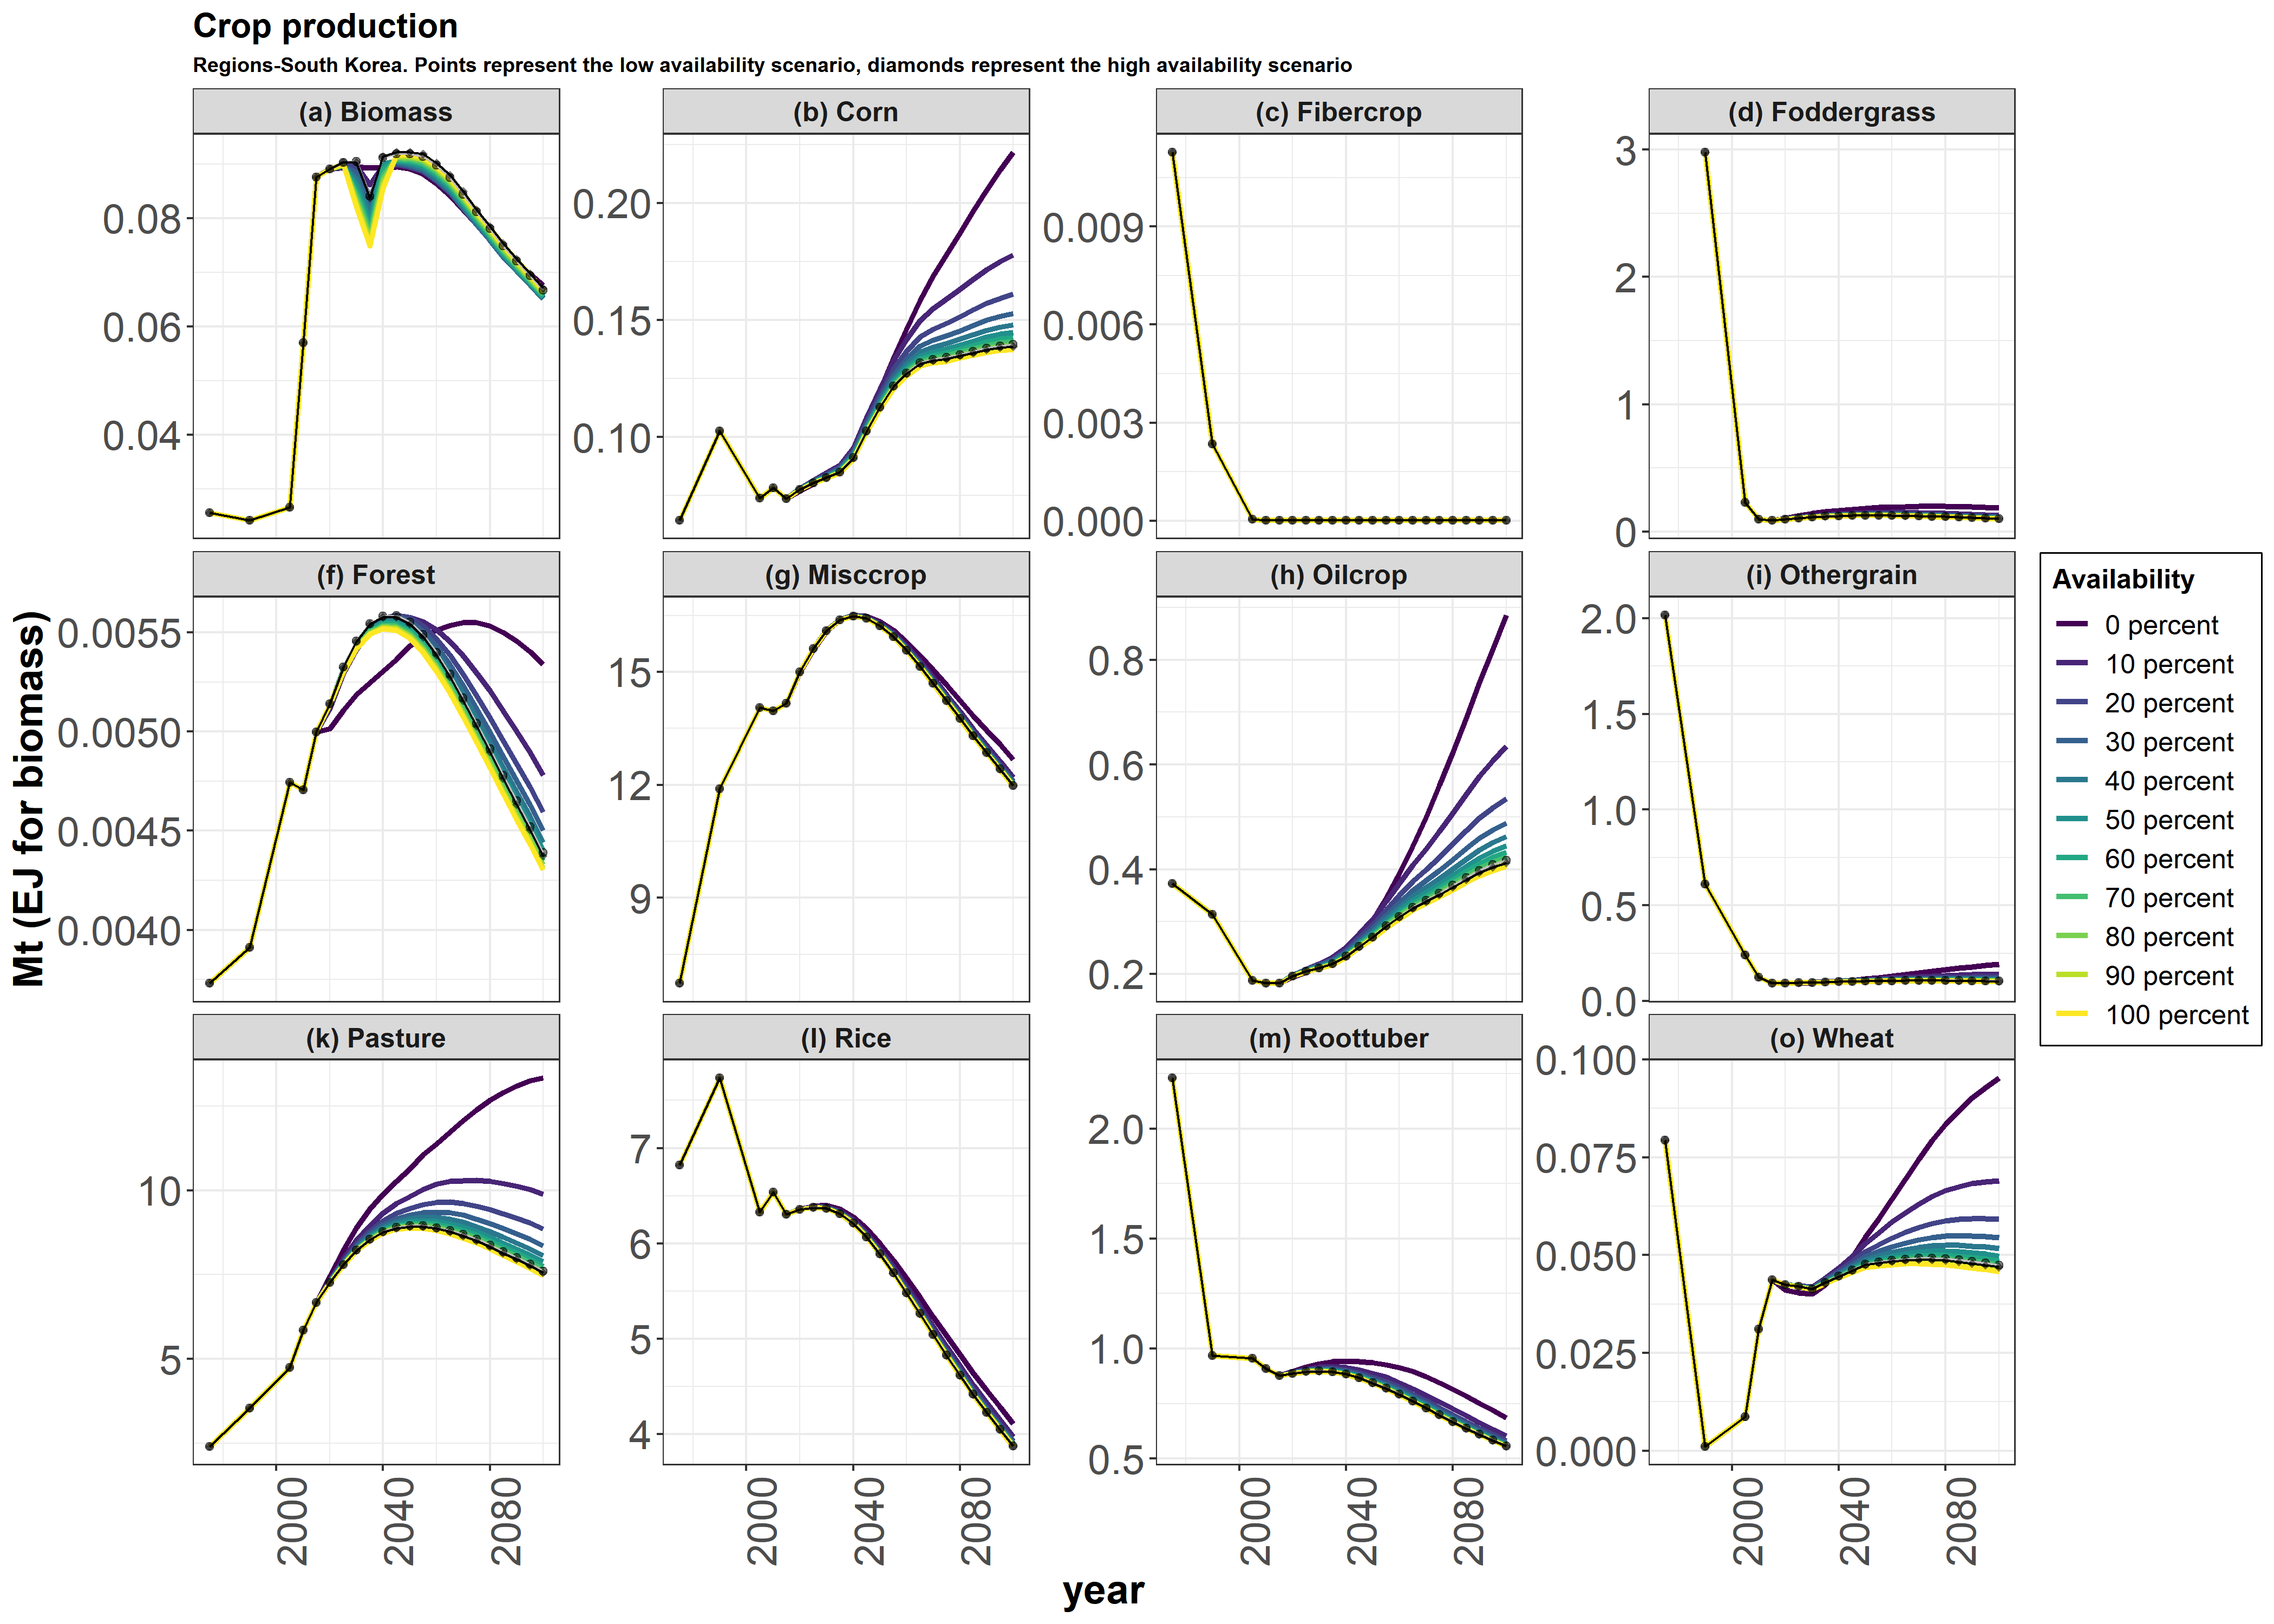 Crop production
Regions-South Korea. Points represent the low availability scenario, diamonds represent the high availability scenario
(a) Biomass
0.08
0.06
0.04
(b) Corn
0.20
0.15
0.10
(c) Fibercrop
0.009
0.006
0.003
0.000
(d) Foddergrass
3
2
1
0
(f) Forest
0.0055
0.0050
0.0045
0.0040
(g) Misccrop
15
12
9
(h) Oilcrop
0.8
0.6
0.4
0.2
(i) Othergrain
2.0
1.5
1.0
0.5
0.0
(k) Pasture
10
5
(l) Rice
7
6
5
4
(m) Roottuber
2.0
1.5
1.0
0.5
(o) Wheat
0.100
0.075
0.050
0.025
0.000
2000 2040 2080
2000 2040 2080
2000 2040 2080
2000 2040 2080
year
Mt (EJ for biomass)
Availability
0 percent
10 percent
20 percent
30 percent
40 percent
50 percent
60 percent
70 percent
80 percent
90 percent
100 percent